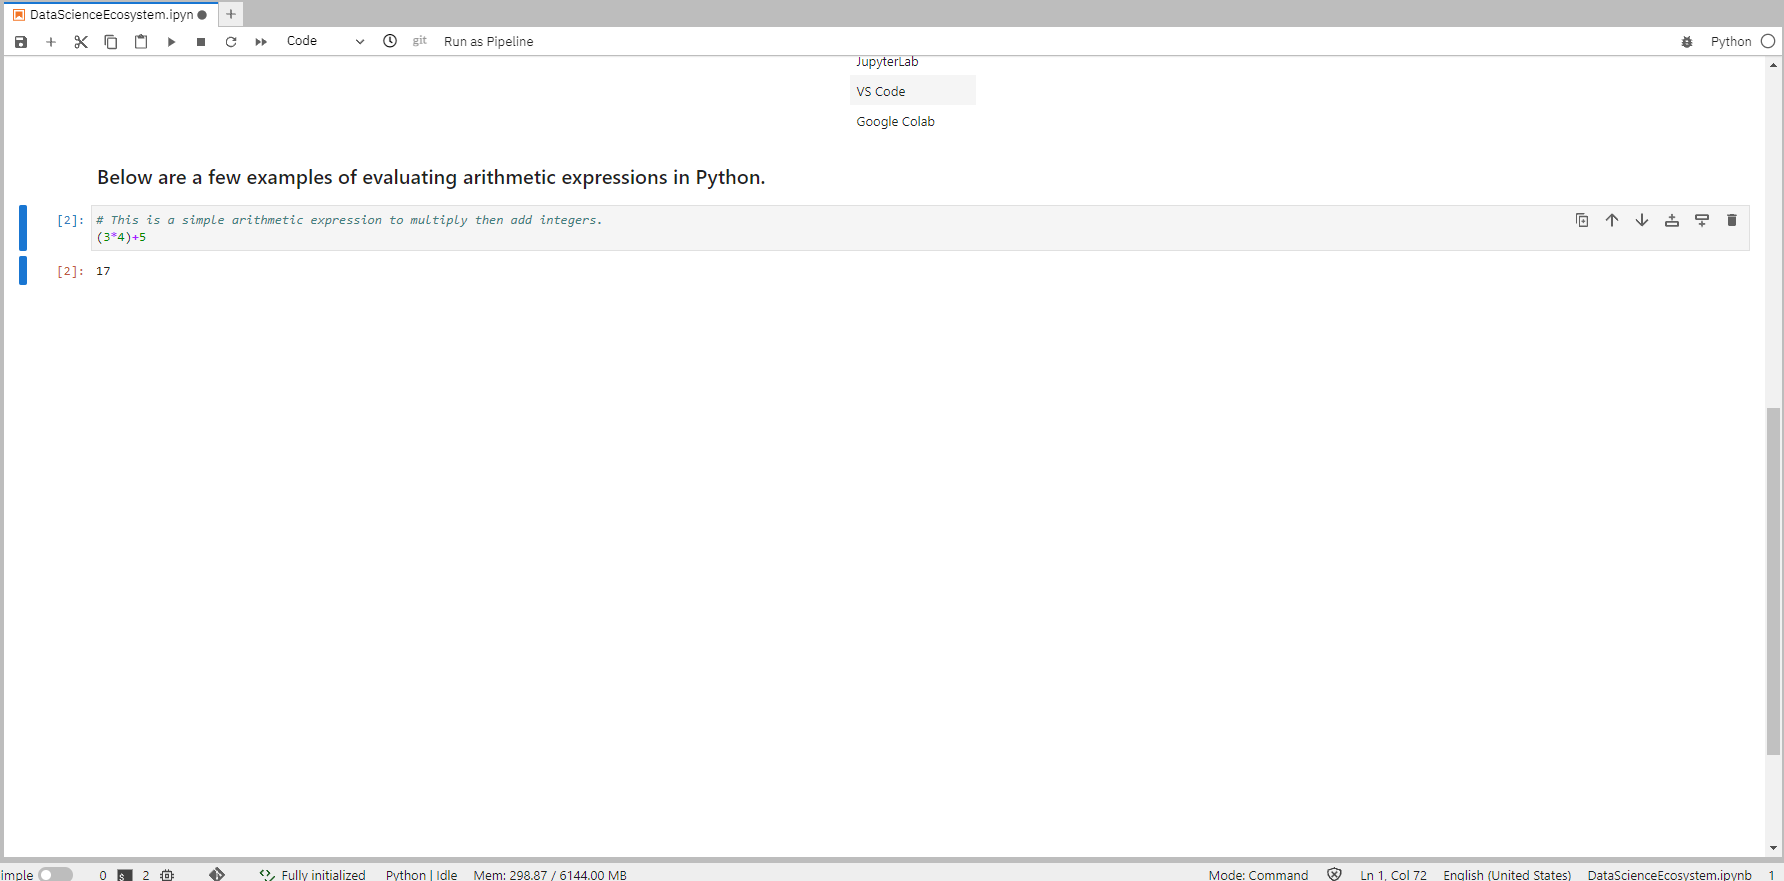 DataScienceEcosystem.ipyn
Code git Run as Pipeline Python
JupyterLab
VS Code
Google Colab
Below are a few examples of evaluating arithmetic expressions in Python.
[2]: # This is a simple arithmetic expression to multiply then add integers.
(3*4)+5
[2]: 17
imple 0 $_ 2 Fully initialized Python | Idle Mem: 298.87 / 6144.00 MB Mode: Command Ln 1, Col 72 English (United States) DataScienceEcosystem.ipynb 1